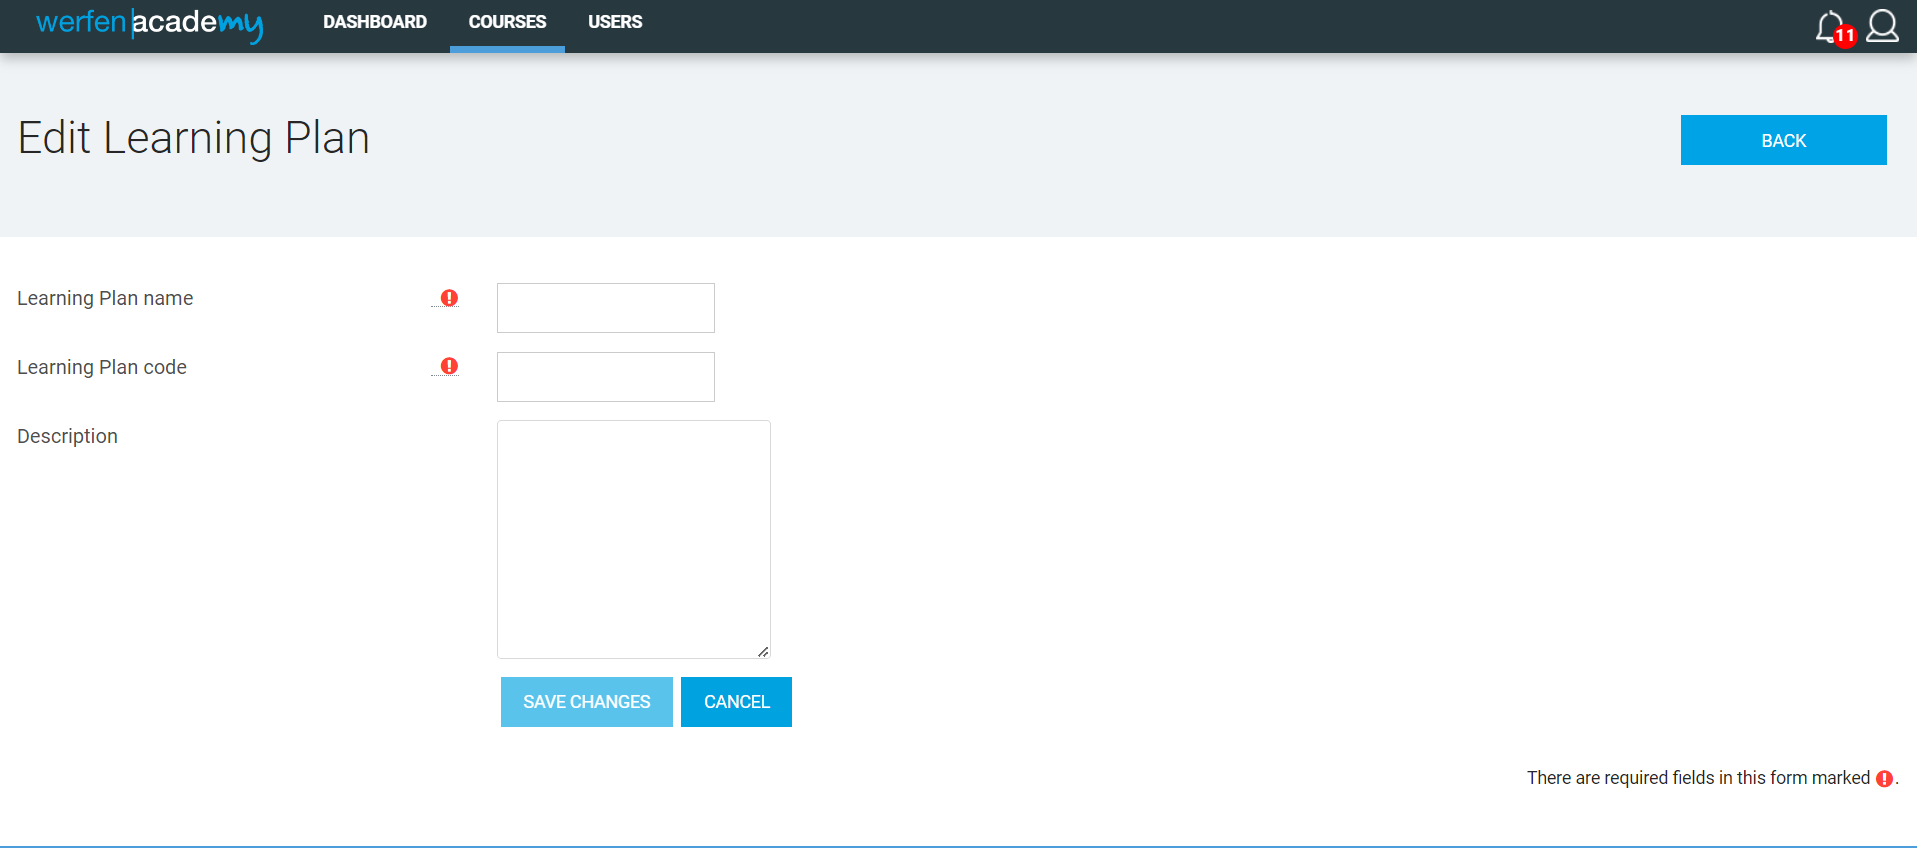 werfen academy DASHBOARD COURSES USERS 11
Edit Learning Plan
BACK
Learning Plan name
Learning Plan code
Description
SAVE CHANGES CANCEL
There are required fields in this form marked .